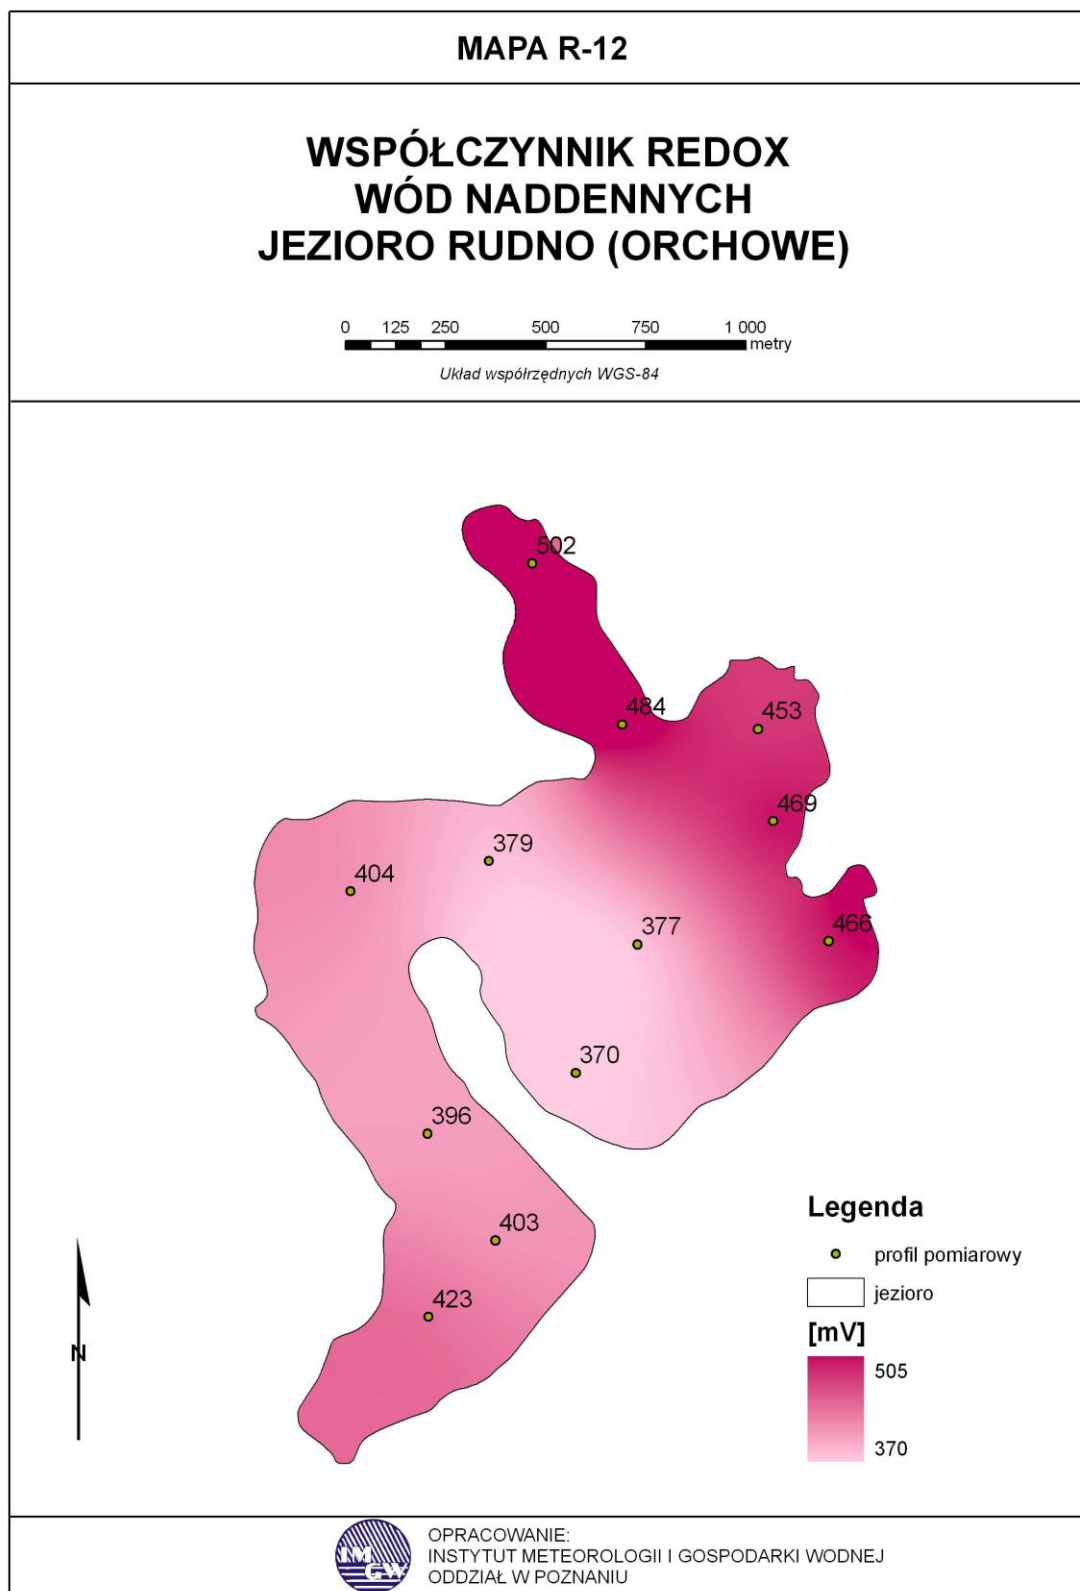 MAPA R-12
WSPÓŁCZYNNIK REDOX
WÓD NADDENNYCH
JEZIORO RUDNO (ORCHOWE)
0 125 250 500 750 1 000
metry
Układ współrzędnych WGS-84
502
484
453
469
379
404
466
377
370
396
403
423
Legenda
profil pomiarowy
jezioro
[mV]
505
370
N
IMGW
OPRACOWANIE:
INSTYTUT METEOROLOGII I GOSPODARKI WODNEJ
ODDZIAŁ W POZNANIU